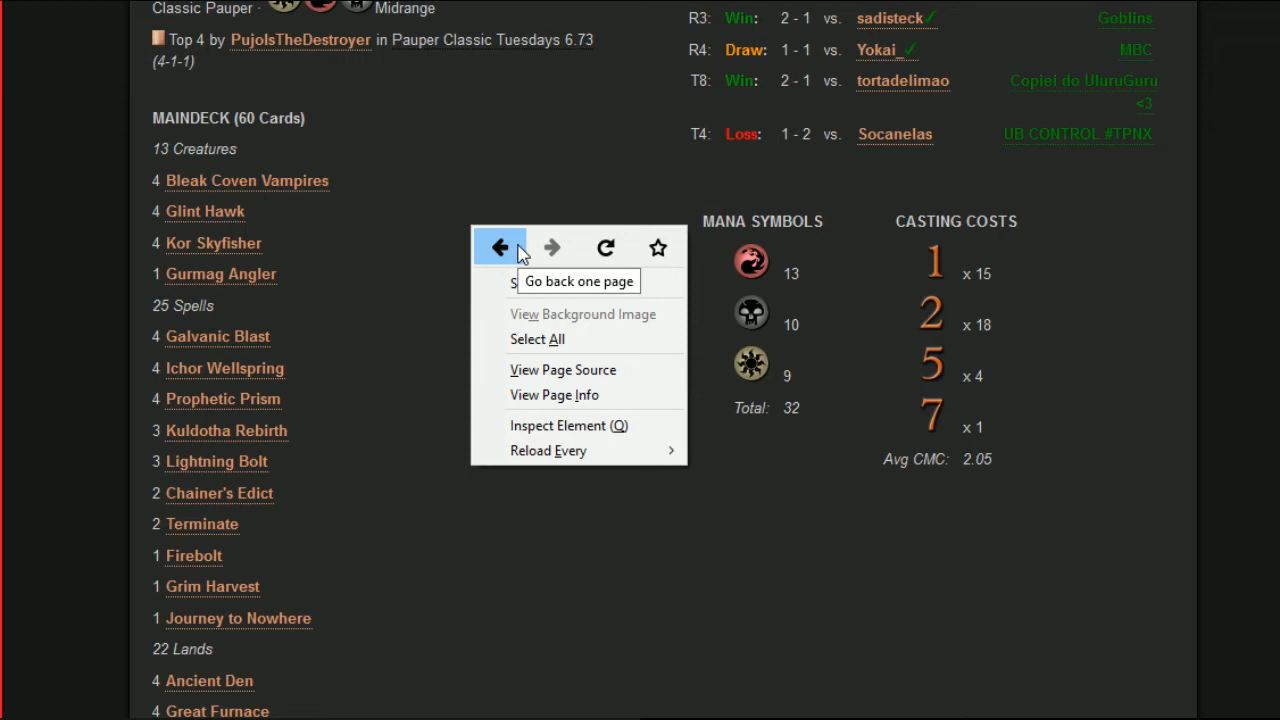 Classic Pauper · Midrange
Top 4 by PujolsTheDestroyer in Pauper Classic Tuesdays 6.73
(4-1-1)
MAINDECK (60 Cards)
13 Creatures
4 Bleak Coven Vampires
4 Glint Hawk
4 Kor Skyfisher
1 Gurmag Angler
25 Spells
4 Galvanic Blast
4 Ichor Wellspring
4 Prophetic Prism
3 Kuldotha Rebirth
3 Lightning Bolt
2 Chainer's Edict
2 Terminate
1 Firebolt
1 Grim Harvest
1 Journey to Nowhere
22 Lands
4 Ancient Den
4 Great Furnace
R3: Win: 2 - 1 vs. sadisteck✓ Goblins
R4: Draw: 1 - 1 vs. Yokai_✓ MBC
T8: Win: 2 - 1 vs. tortadelimao Copiei do UluruGuru
<3
T4: Loss: 1 - 2 vs. Socanelas UB CONTROL #TPNX
MANA SYMBOLS
13
10
9
Total: 32
CASTING COSTS
1 x 15
2 x 18
5 x 4
7 x 1
Avg CMC: 2.05
S
Go back one page
View Background Image
Select All
View Page Source
View Page Info
Inspect Element (Q)
Reload Every